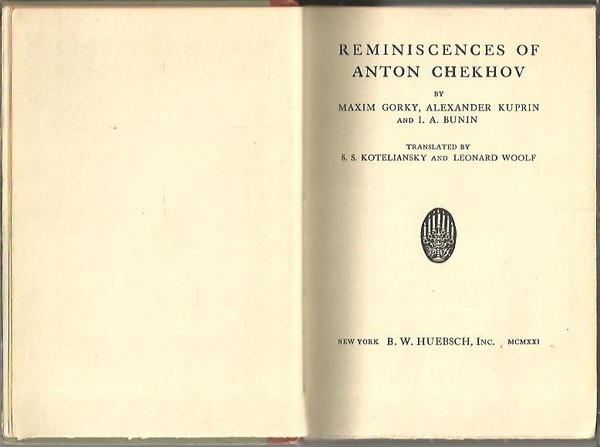 REMINISCENCES OF
ANTON CHEKHOV
BY
MAXIM GORKY, ALEXANDER KUPRIN
AND I. A. BUNIN
TRANSLATED BY
S. S. KOTELIANSKY AND LEONARD WOOLF
NEW YORK B. W. HUEBSCH, INC. MCMXXI